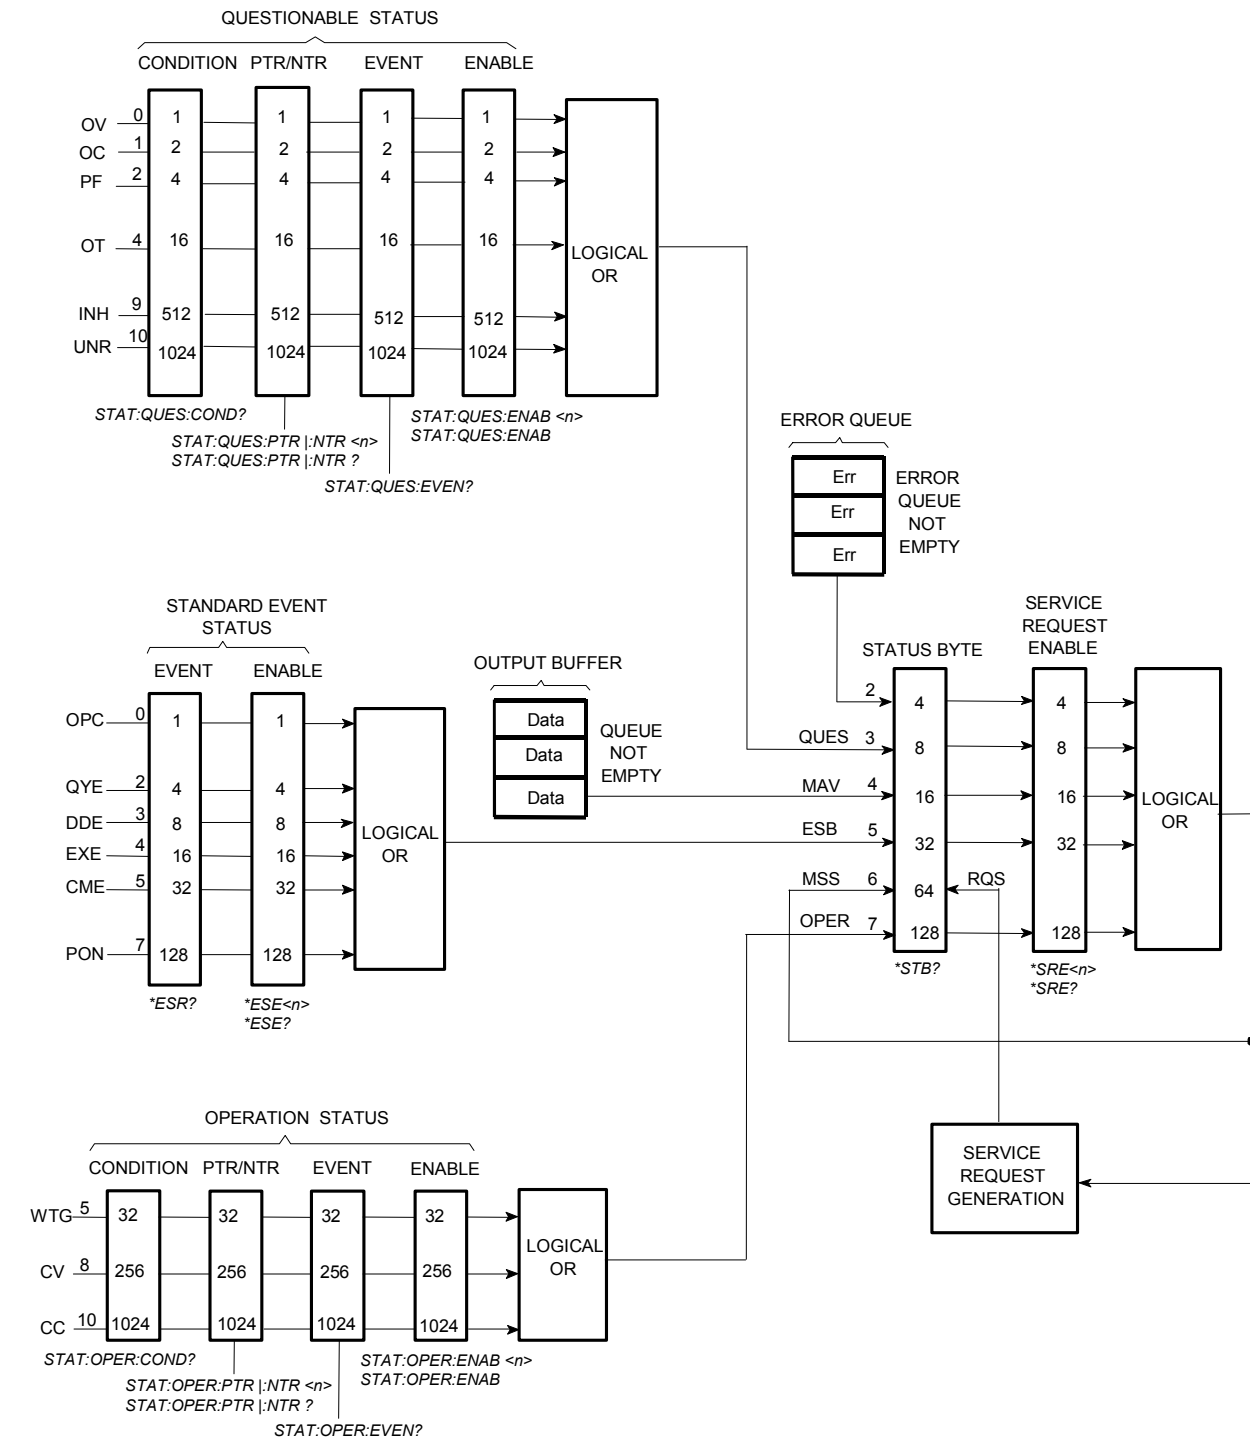 QUESTIONABLE STATUS
CONDITION PTR/NTR EVENT ENABLE
OV 0 1 1 1 1
OC 1 2 2 2 2
PF 2 4 4 4 4
OT 4 16 16 16 16
LOGICAL
OR
INH 9 512 512 512 512
UNR 10 1024 1024 1024 1024
STAT:QUES:COND?
STAT:QUES:PTR |:NTR <n>
STAT:QUES:PTR |:NTR ?
STAT:QUES:EVEN?
STAT:QUES:ENAB <n>
STAT:QUES:ENAB
ERROR QUEUE
Err
Err
Err
ERROR
QUEUE
NOT
EMPTY
STANDARD EVENT
STATUS
EVENT ENABLE
OPC 0 1 1
QYE 2 4 4
DDE 3 8 8
EXE 4 16 16
CME 5 32 32
PON 7 128 128
LOGICAL
OR
*ESR?
*ESE<n>
*ESE?
OUTPUT BUFFER
Data
Data
Data
QUEUE
NOT
EMPTY
STATUS BYTE
SERVICE
REQUEST
ENABLE
2 4 4
QUES 3 8 8
MAV 4 16 16
ESB 5 32 32
MSS 6 64 RQS
OPER 7 128 128
LOGICAL
OR
*STB?
*SRE<n>
*SRE?
SERVICE
REQUEST
GENERATION
OPERATION STATUS
CONDITION PTR/NTR EVENT ENABLE
WTG 5 32 32 32 32
CV 8 256 256 256 256
CC 10 1024 1024 1024 1024
LOGICAL
OR
STAT:OPER:COND?
STAT:OPER:PTR |:NTR <n>
STAT:OPER:PTR |:NTR ?
STAT:OPER:EVEN?
STAT:OPER:ENAB <n>
STAT:OPER:ENAB